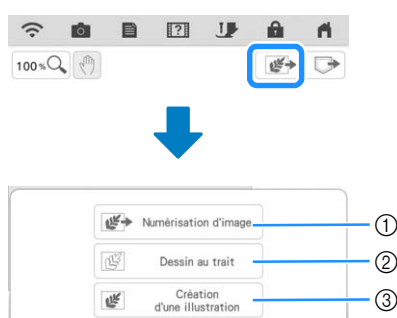 100%
Numérisation d'image
①
Dessin au trait
②
Création
d'une illustration
③